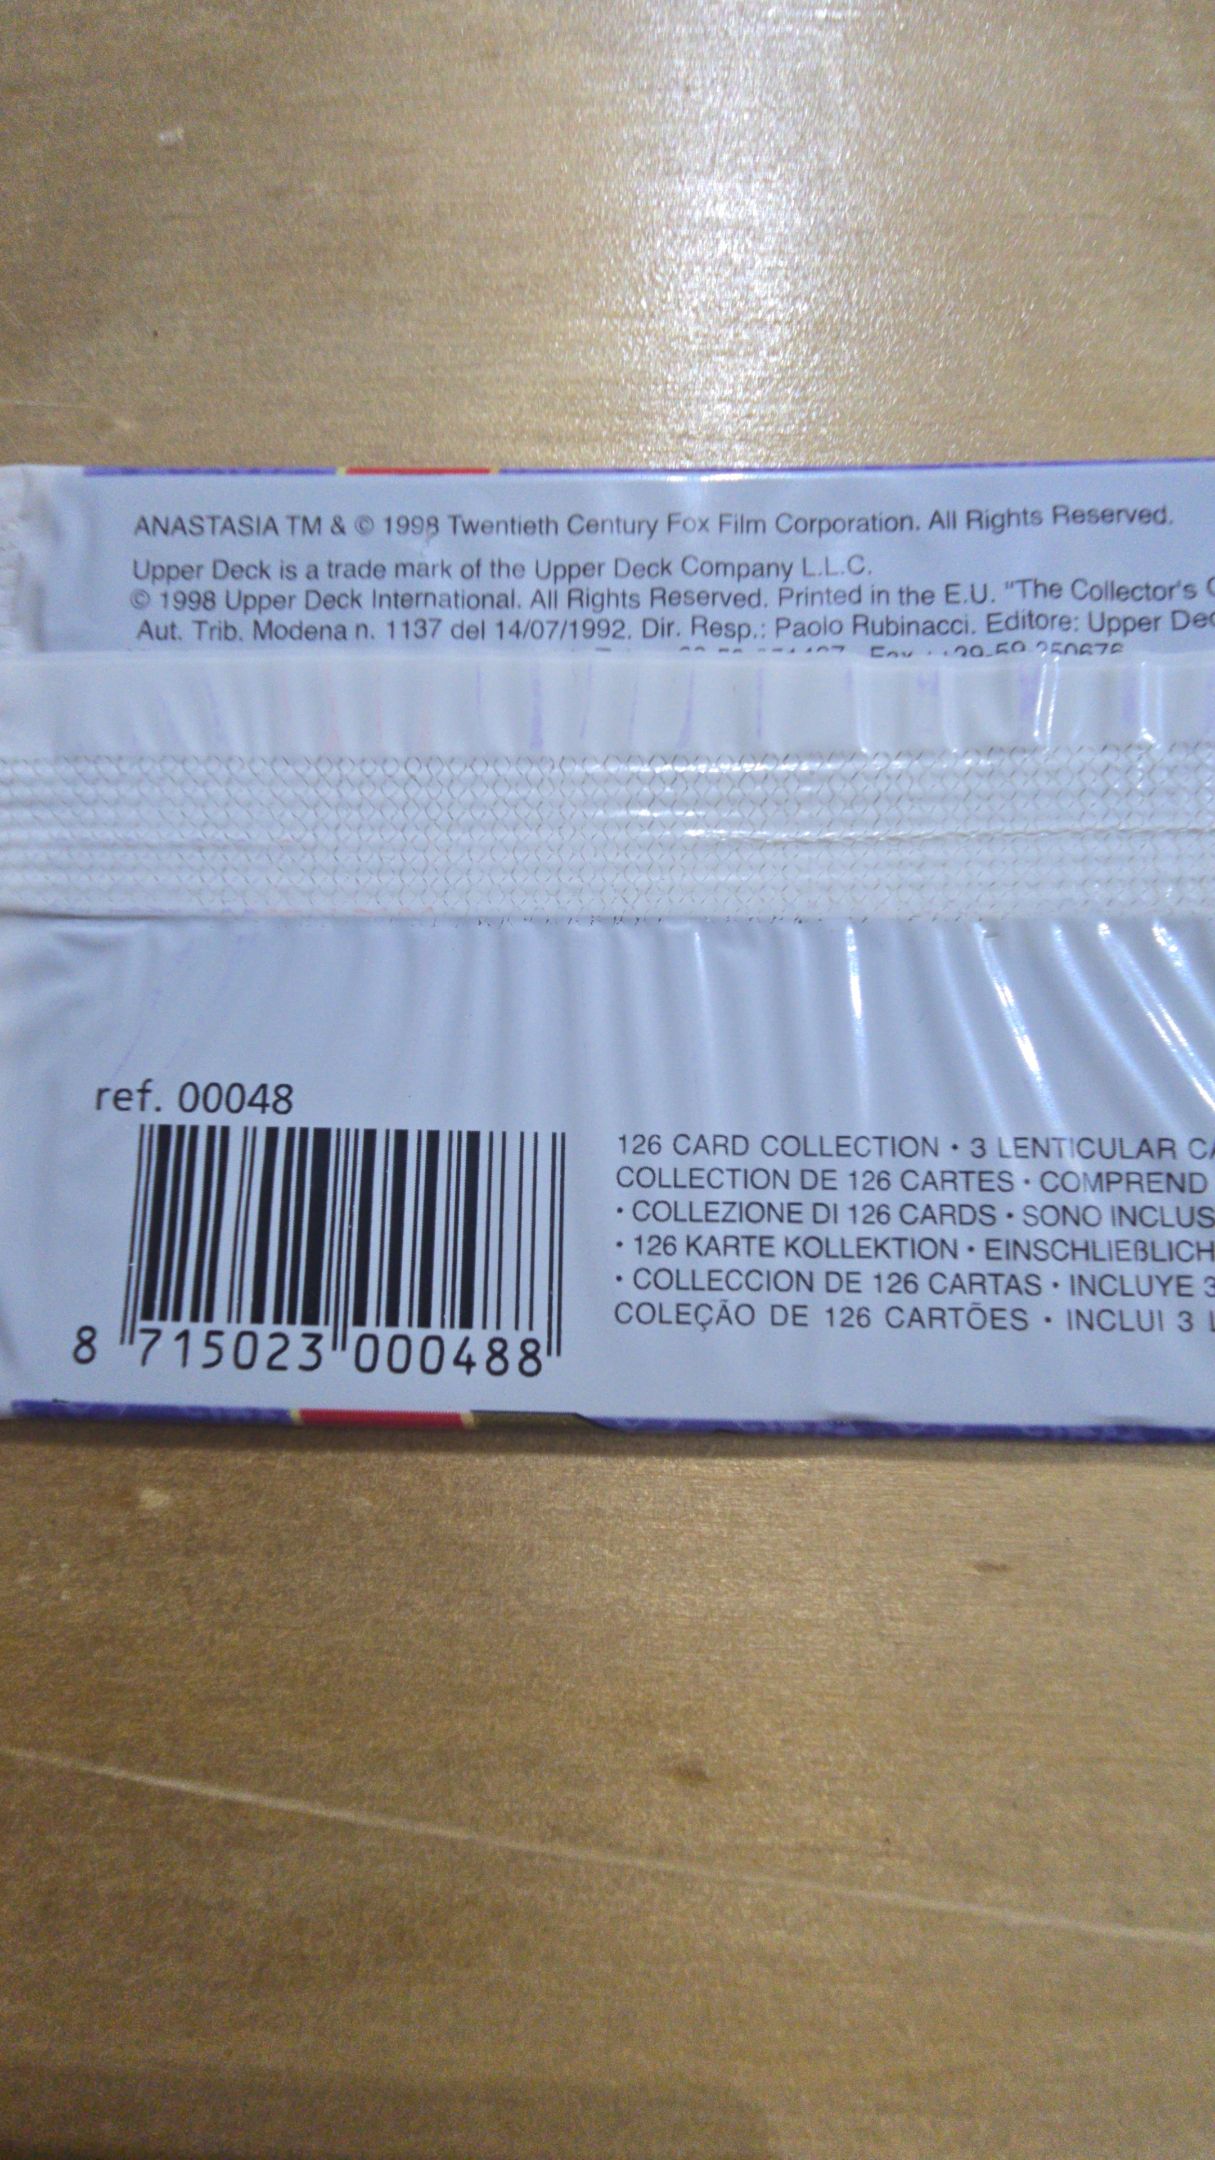 ANASTASIA TM & © 1998 Twentieth Century Fox Film Corporation. All Rights Reserved.
Upper Deck is a trade mark of the Upper Deck Company L.L.C.
© 1998 Upper Deck International. All Rights Reserved. Printed in the E.U. "The Collector's
Aut. Trib. Modena n. 1137 del 14/07/1992. Dir. Resp.: Paolo Rubinacci. Editore: Upper
Fax
ref. 00048
8 715023 000488
126 CARD COLLECTION • 3 LENTICULAR
COLLECTION DE 126 CARTES • COMPREND
• COLLEZIONE DI 126 CARDS • SONO INCLUS
• 126 KARTE KOLLEKTION • EINSCHLIEßLICH
• COLLECCION DE 126 CARTAS • INCLUYE 3
COLEÇÃO DE 126 CARTÕES • INCLUI 3